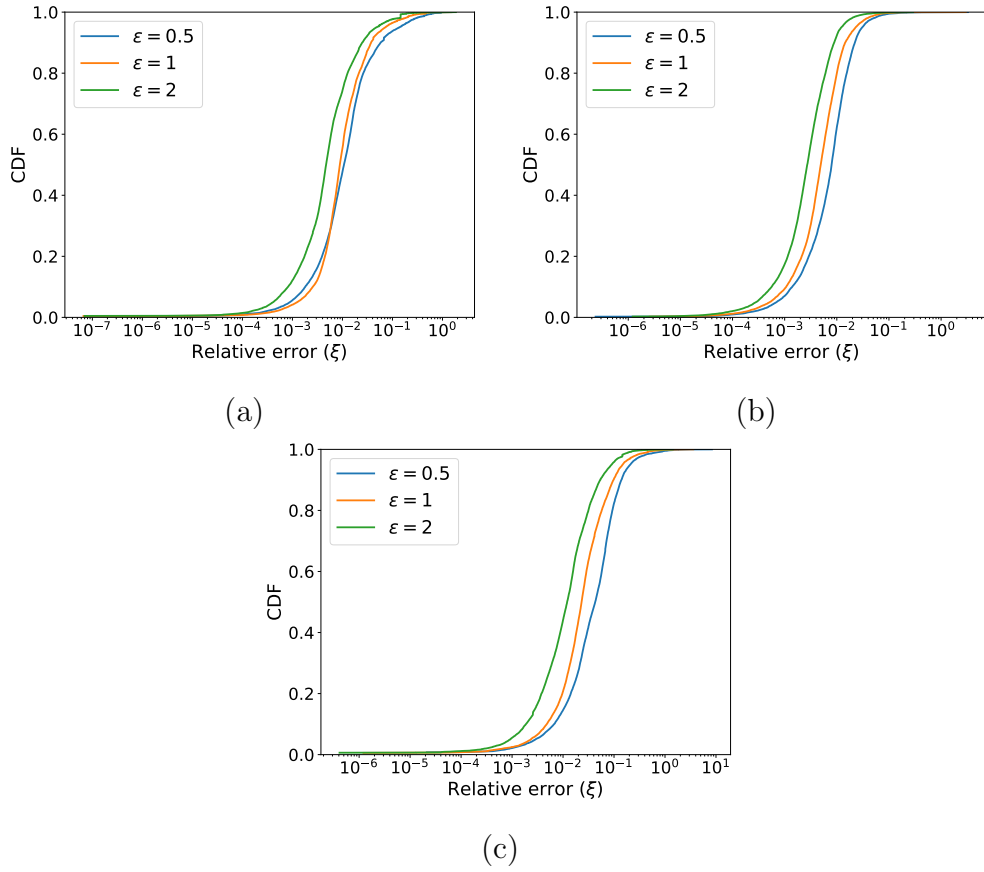 1.0
0.8
0.6
0.4
0.2
0.0
CDF
ε = 0.5
ε = 1
ε = 2
10⁻⁷ 10⁻⁶ 10⁻⁵ 10⁻⁴ 10⁻³ 10⁻² 10⁻¹ 10⁰
Relative error (ξ)
(a)
1.0
0.8
0.6
0.4
0.2
0.0
CDF
ε = 0.5
ε = 1
ε = 2
10⁻⁶ 10⁻⁵ 10⁻⁴ 10⁻³ 10⁻² 10⁻¹ 10⁰
Relative error (ξ)
(b)
1.0
0.8
0.6
0.4
0.2
0.0
CDF
ε = 0.5
ε = 1
ε = 2
10⁻⁶ 10⁻⁵ 10⁻⁴ 10⁻³ 10⁻² 10⁻¹ 10⁰ 10¹
Relative error (ξ)
(c)